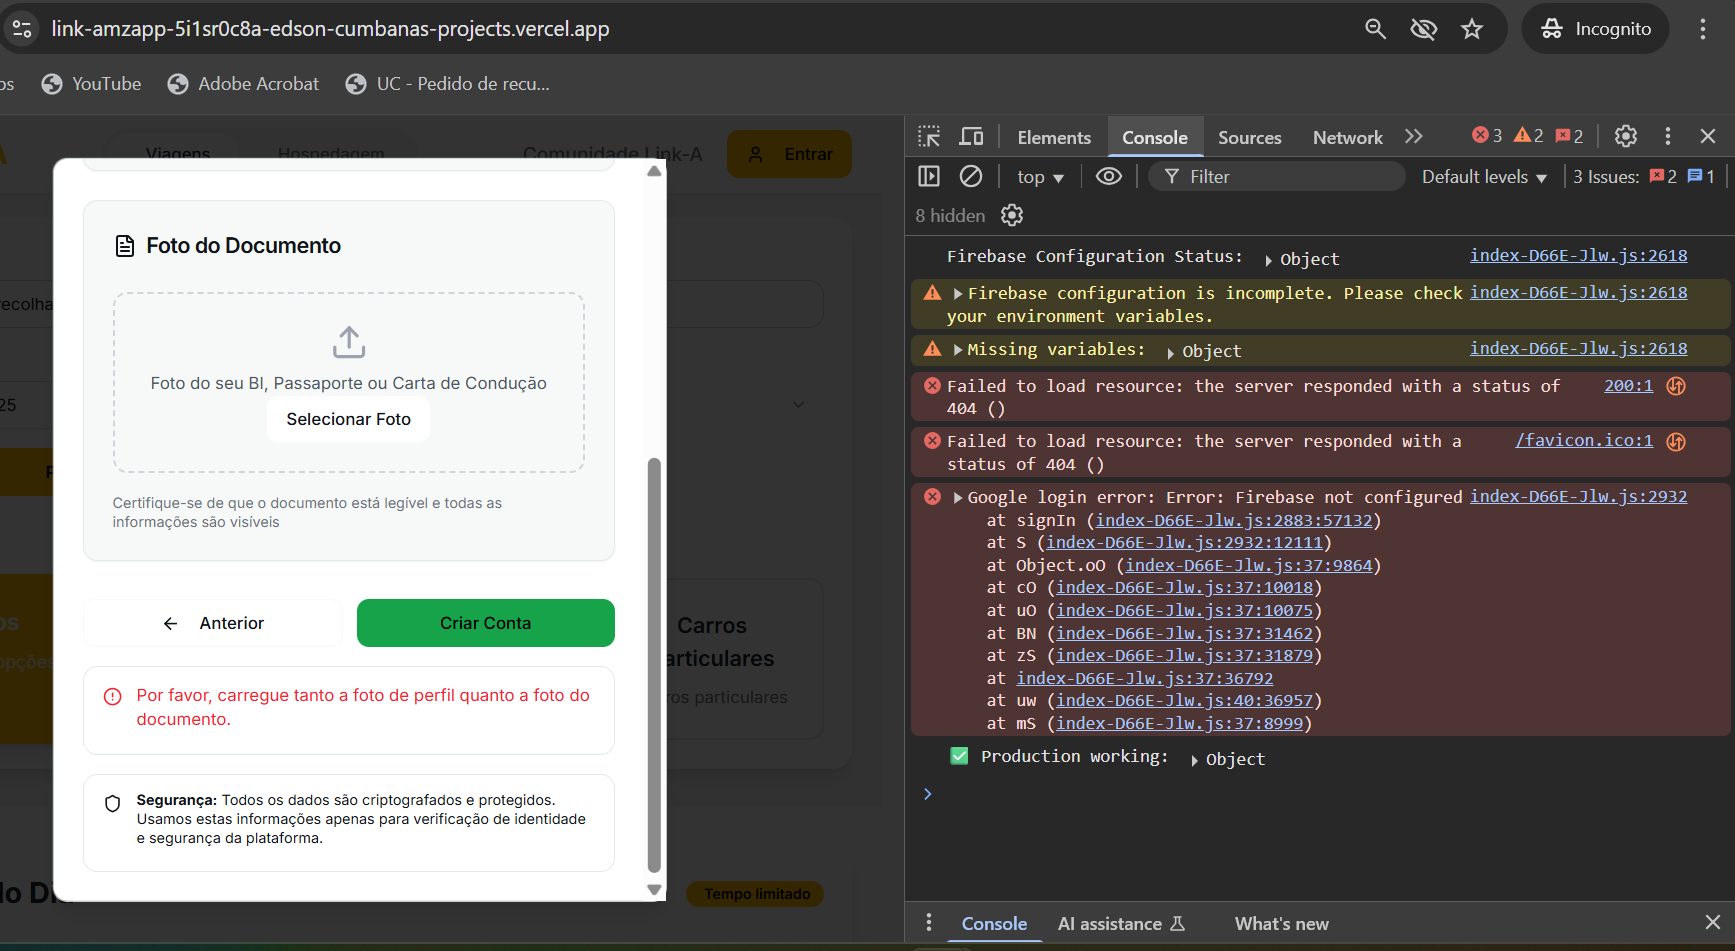 link-amzapp-5i1sr0c8a-edson-cumbanas-projects.vercel.app
Incognito
ps
YouTube
Adobe Acrobat
UC - Pedido de recu...
Viagens
Hospedagem
Comunidade Link-A
Entrar
Foto do Documento
Foto do seu BI, Passaporte ou Carta de Condução
Selecionar Foto
Certifique-se de que o documento está legível e todas as
informações são visíveis
Anterior
Criar Conta
Por favor, carregue tanto a foto de perfil quanto a foto do
documento.
Segurança: Todos os dados são criptografados e protegidos.
Usamos estas informações apenas para verificação de identidade
e segurança da plataforma.
recolha
25
os
opções
Carros
articulares
ros particulares
lo Di
Tempo limitado
Elements
Console
Sources
Network
3
2
2
top
Filter
Default levels
3 Issues:
2
1
8 hidden
Firebase Configuration Status: Object index-D66E-Jlw.js:2618
Firebase configuration is incomplete. Please check index-D66E-Jlw.js:2618
your environment variables.
Missing variables: Object index-D66E-Jlw.js:2618
Failed to load resource: the server responded with a status of 200:1
404 ()
Failed to load resource: the server responded with a /favicon.ico:1
status of 404 ()
Google login error: Error: Firebase not configured index-D66E-Jlw.js:2932
at signIn (index-D66E-Jlw.js:2883:57132)
at S (index-D66E-Jlw.js:2932:12111)
at Object.oO (index-D66E-Jlw.js:37:9864)
at cO (index-D66E-Jlw.js:37:10018)
at uO (index-D66E-Jlw.js:37:10075)
at BN (index-D66E-Jlw.js:37:31462)
at zS (index-D66E-Jlw.js:37:31879)
at index-D66E-Jlw.js:37:36792
at uw (index-D66E-Jlw.js:40:36957)
at mS (index-D66E-Jlw.js:37:8999)
Production working: Object
Console
AI assistance
What's new